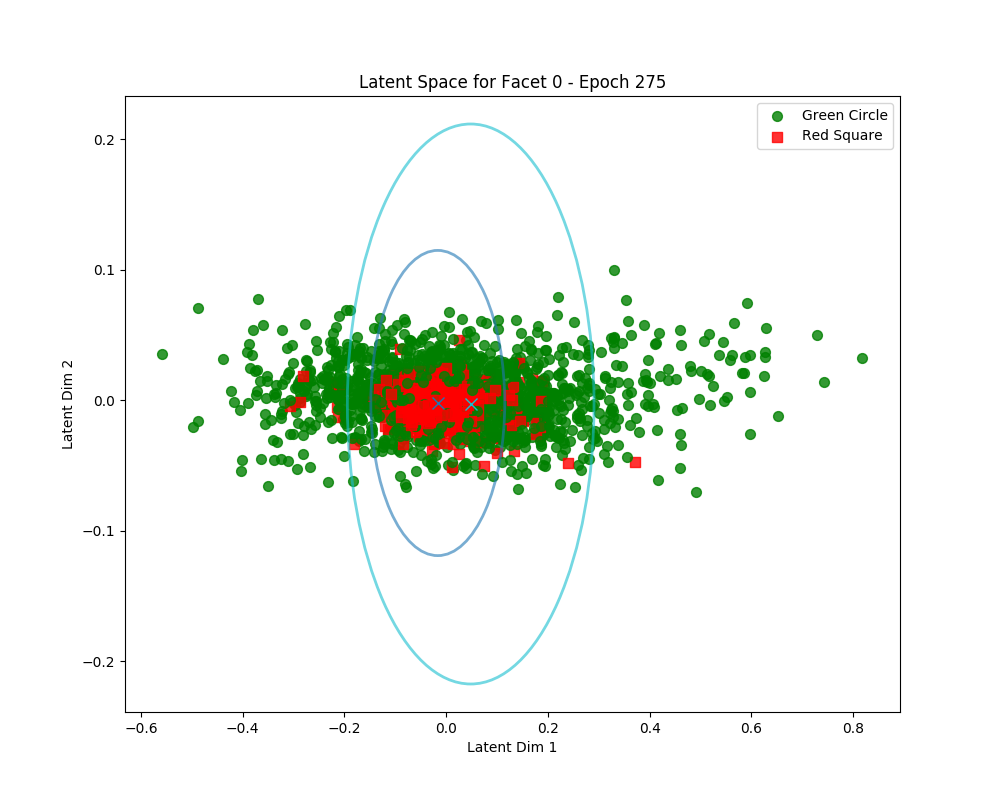 Latent Space for Facet 0 - Epoch 275
Green Circle
Red Square
0.2
0.1
0.0
−0.1
−0.2
Latent Dim 2
−0.6
−0.4
−0.2
0.0
0.2
0.4
0.6
0.8
Latent Dim 1